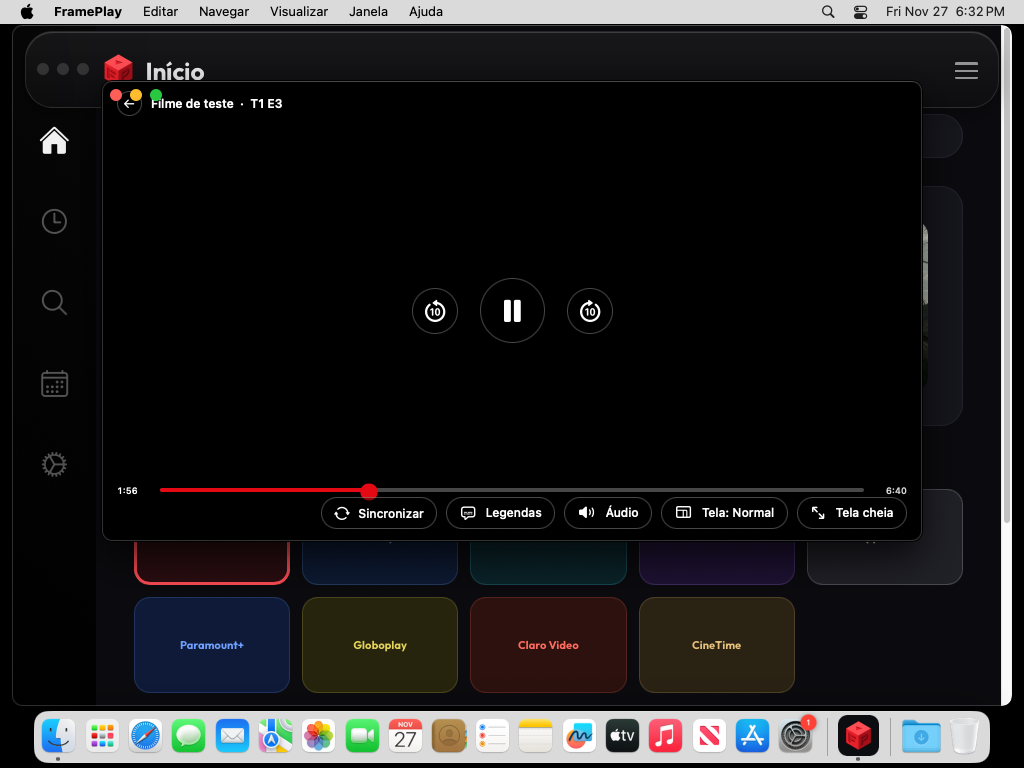 FramePlay Editar Navegar Visualizar Janela Ajuda Fri Nov 27 6:32 PM
Início
Filme de teste · T1 E3
10
10
1:56
6:40
Sincronizar
Legendas
Áudio
Tela: Normal
Tela cheia
Paramount+
Globoplay
Claro Video
CineTime
NOV
27
tv
1